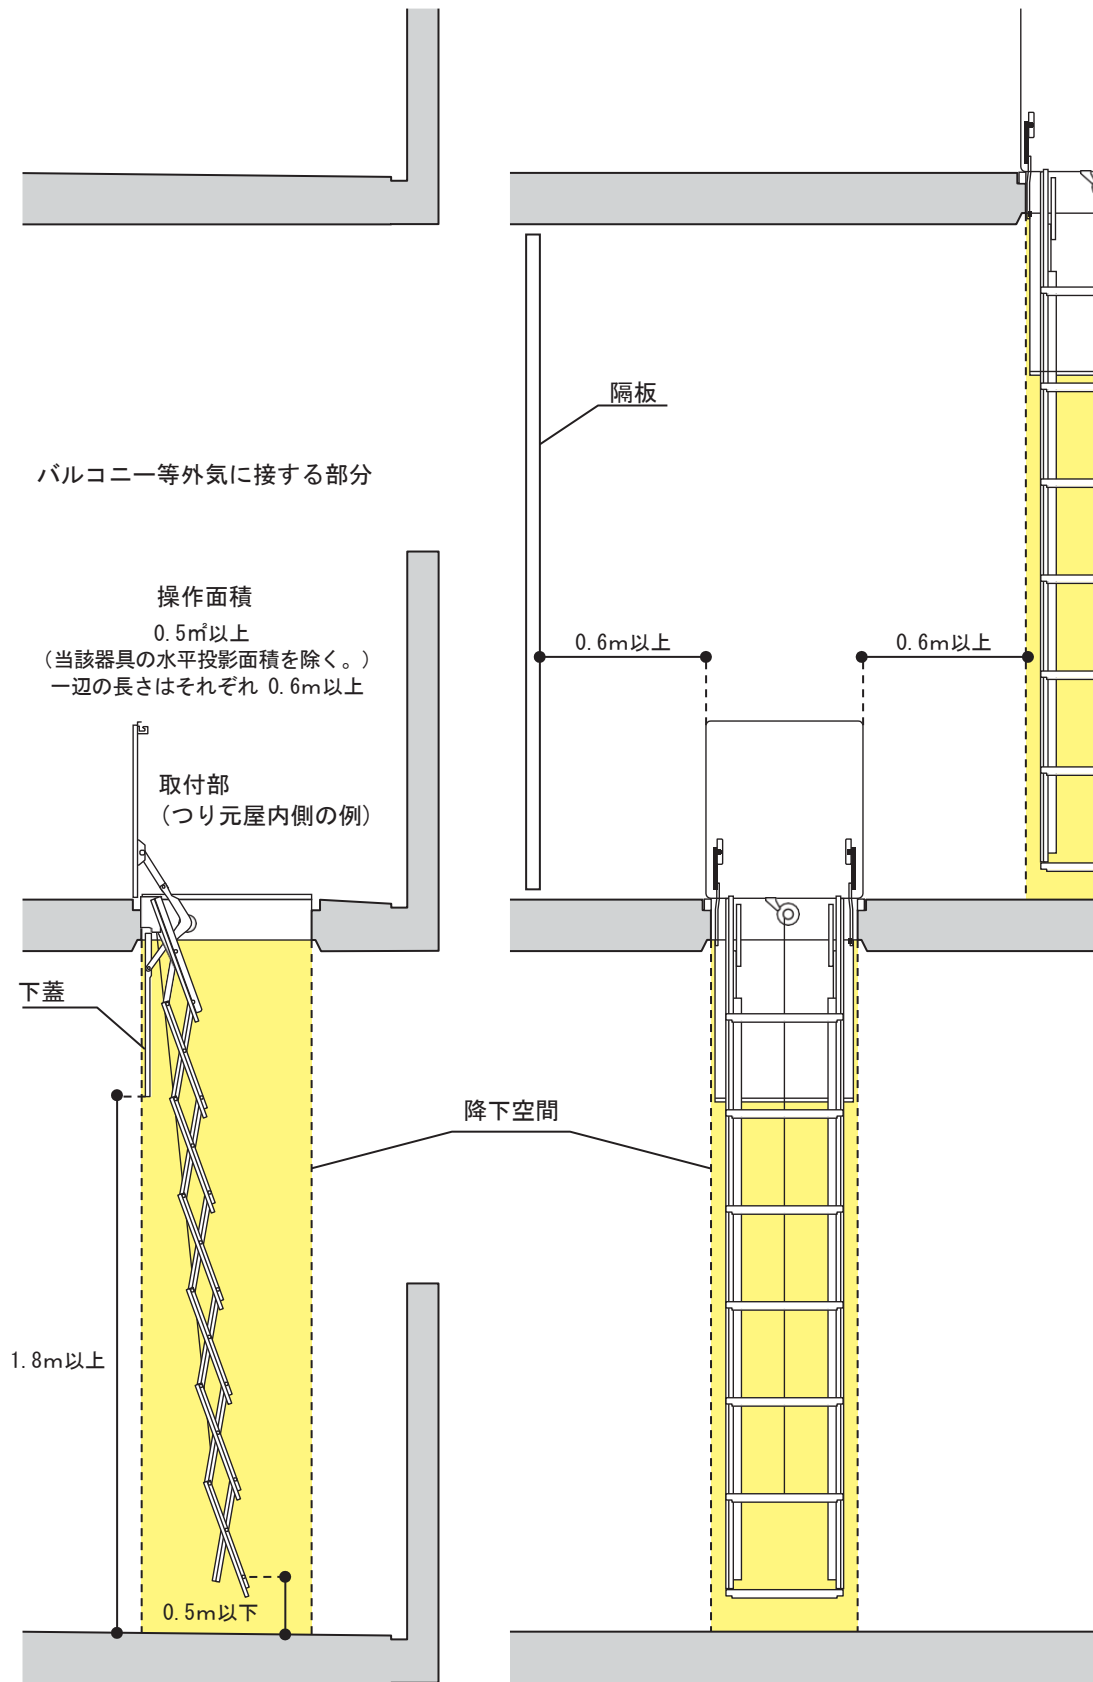 隔板
バルコニー等外気に接する部分
操作面積
0.5㎡以上
(当該器具の水平投影面積を除く。)
一辺の長さはそれぞれ 0.6m以上
0.6m以上
0.6m以上
取付部
(つり元屋内側の例)
下蓋
降下空間
1.8m以上
0.5m以下